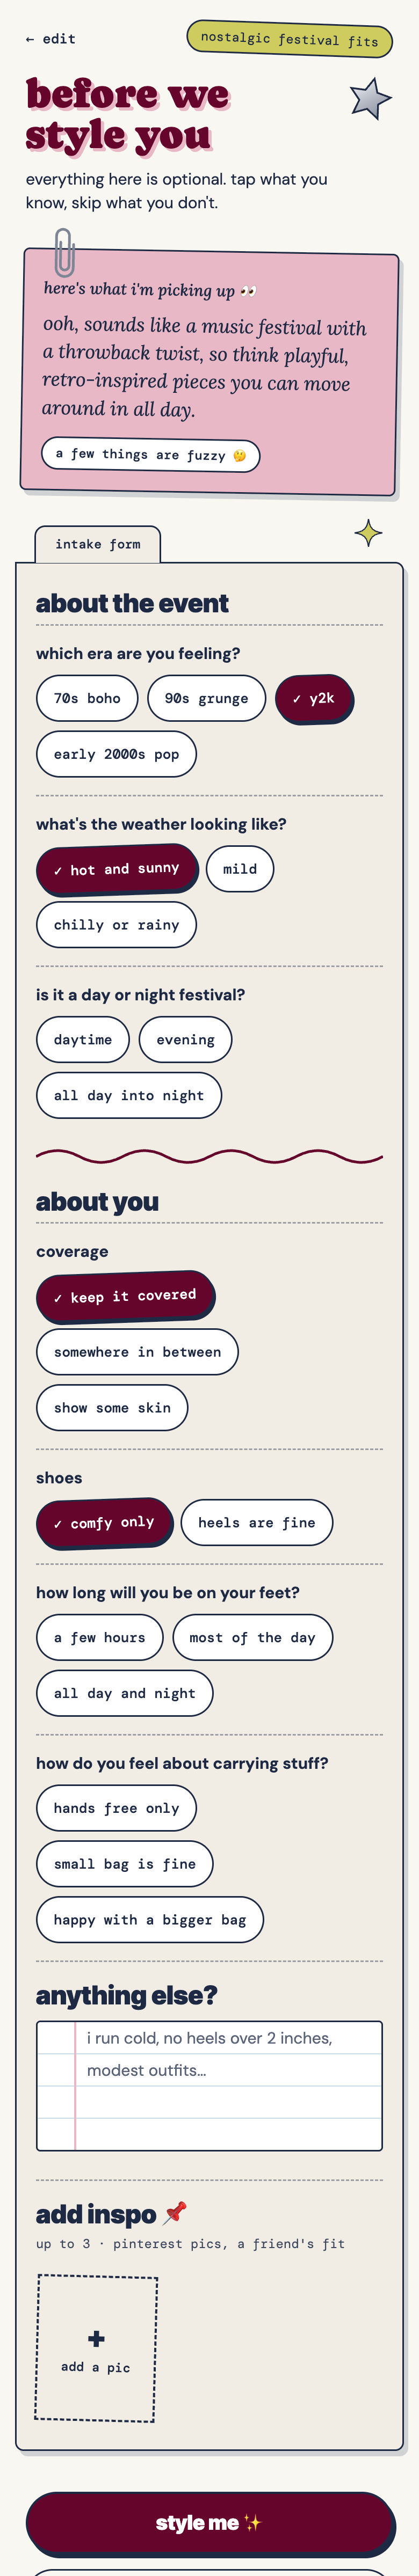 ← edit
nostalgic festival fits
before we
style you
everything here is optional. tap what you
know, skip what you don't.
here's what i'm picking up 👀
ooh, sounds like a music festival with
a throwback twist, so think playful,
retro-inspired pieces you can move
around in all day.
a few things are fuzzy 🤔
intake form
about the event
which era are you feeling?
70s boho
90s grunge
✓ y2k
early 2000s pop
what's the weather looking like?
✓ hot and sunny
mild
chilly or rainy
is it a day or night festival?
daytime
evening
all day into night
about you
coverage
✓ keep it covered
somewhere in between
show some skin
shoes
✓ comfy only
heels are fine
how long will you be on your feet?
a few hours
most of the day
all day and night
how do you feel about carrying stuff?
hands free only
small bag is fine
happy with a bigger bag
anything else?
i run cold, no heels over 2 inches,
modest outfits...
add inspo 📌
up to 3 · pinterest pics, a friend's fit
+
add a pic
style me ✨